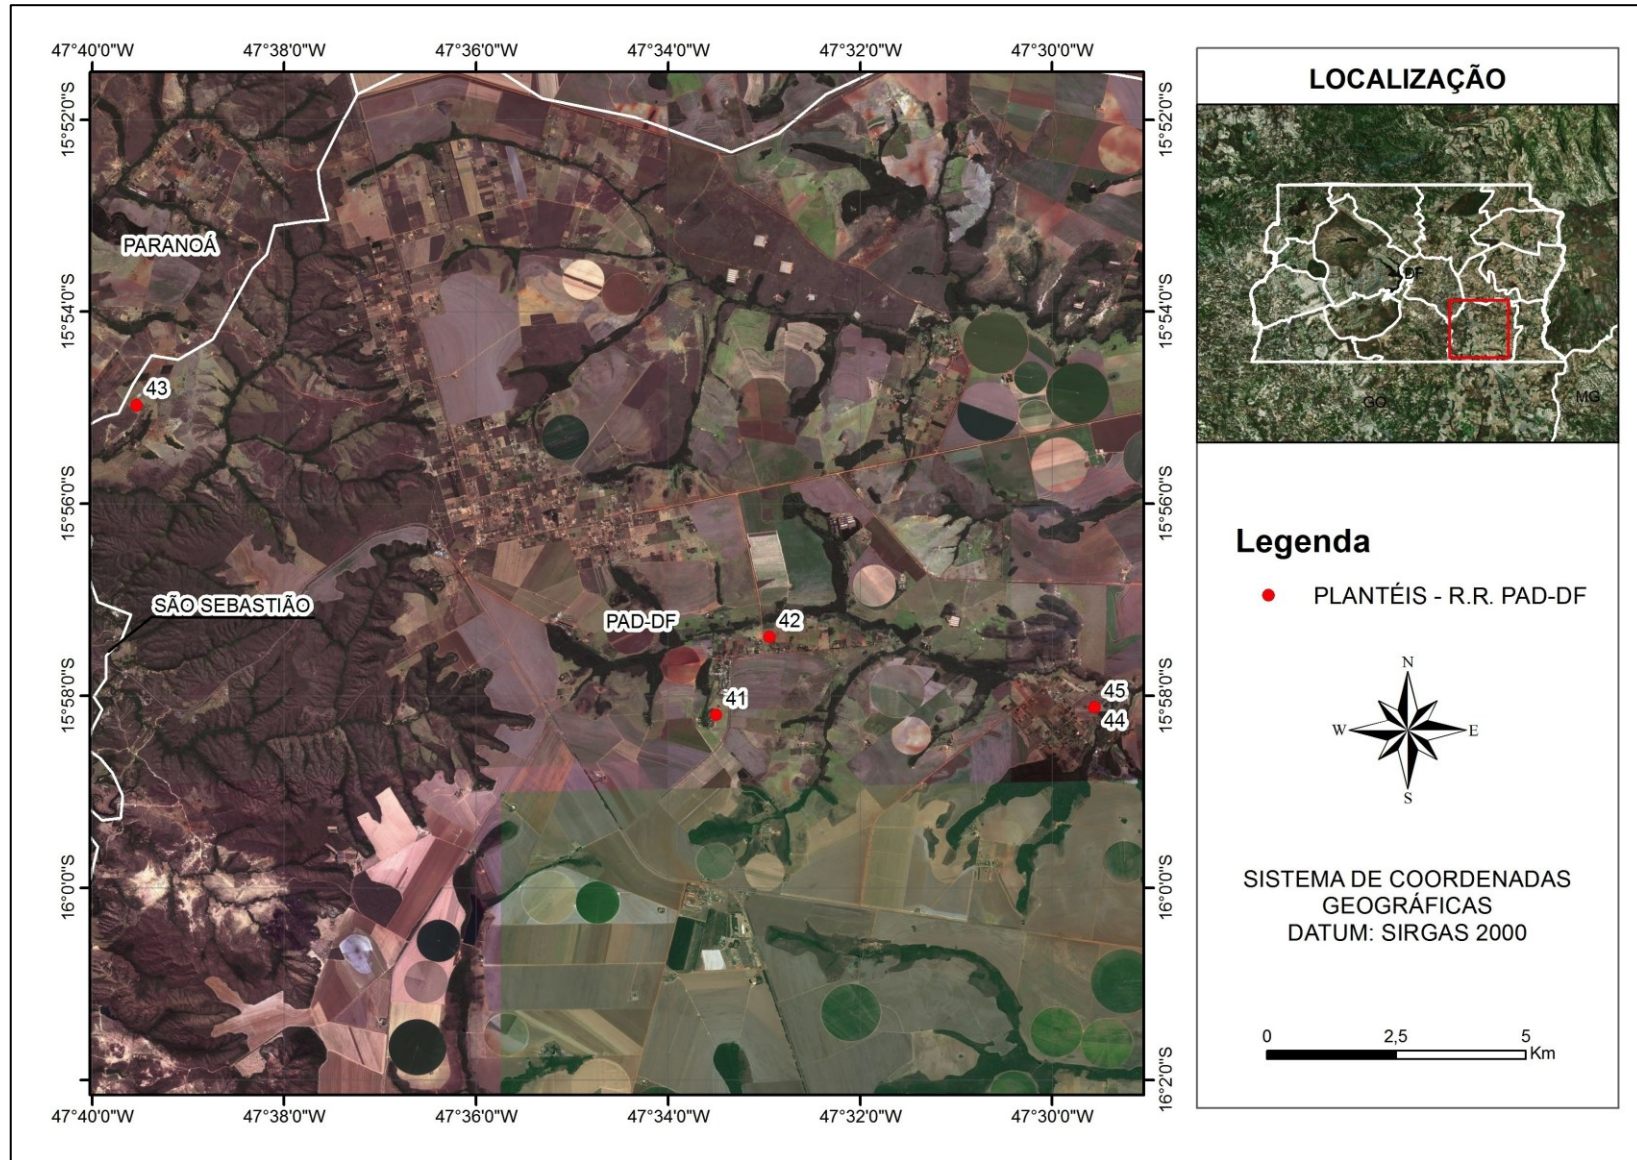 47°40'0"W 47°38'0"W 47°36'0"W 47°34'0"W 47°32'0"W 47°30'0"W
15°52'0"S 15°52'0"S
PARANOÁ
15°54'0"S 15°54'0"S
43
15°56'0"S 15°56'0"S
SÃO SEBASTIÃO
PAD-DF
42
15°58'0"S 15°58'0"S
41
45
44
16°0'0"S 16°0'0"S
16°2'0"S
47°40'0"W 47°38'0"W 47°36'0"W 47°34'0"W 47°32'0"W 47°30'0"W
LOCALIZAÇÃO
DF
GO
MG
Legenda
PLANTÉIS - R.R. PAD-DF
N
W E
S
SISTEMA DE COORDENADAS
GEOGRÁFICAS
DATUM: SIRGAS 2000
0 2,5 5
Km